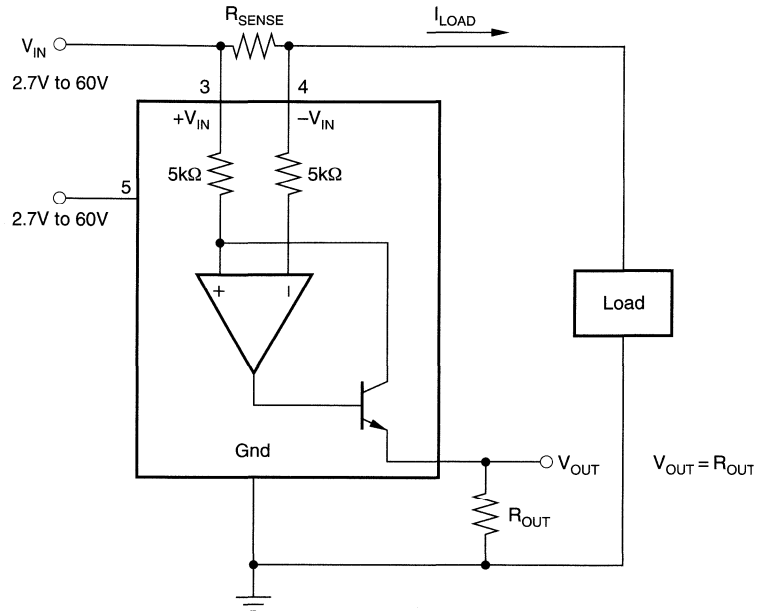 R_SENSE
I_LOAD
V_IN
2.7V to 60V
3
4
+V_IN
–V_IN
5kΩ
5kΩ
5
2.7V to 60V
+
–
Load
Gnd
V_OUT
V_OUT = R_OUT
R_OUT